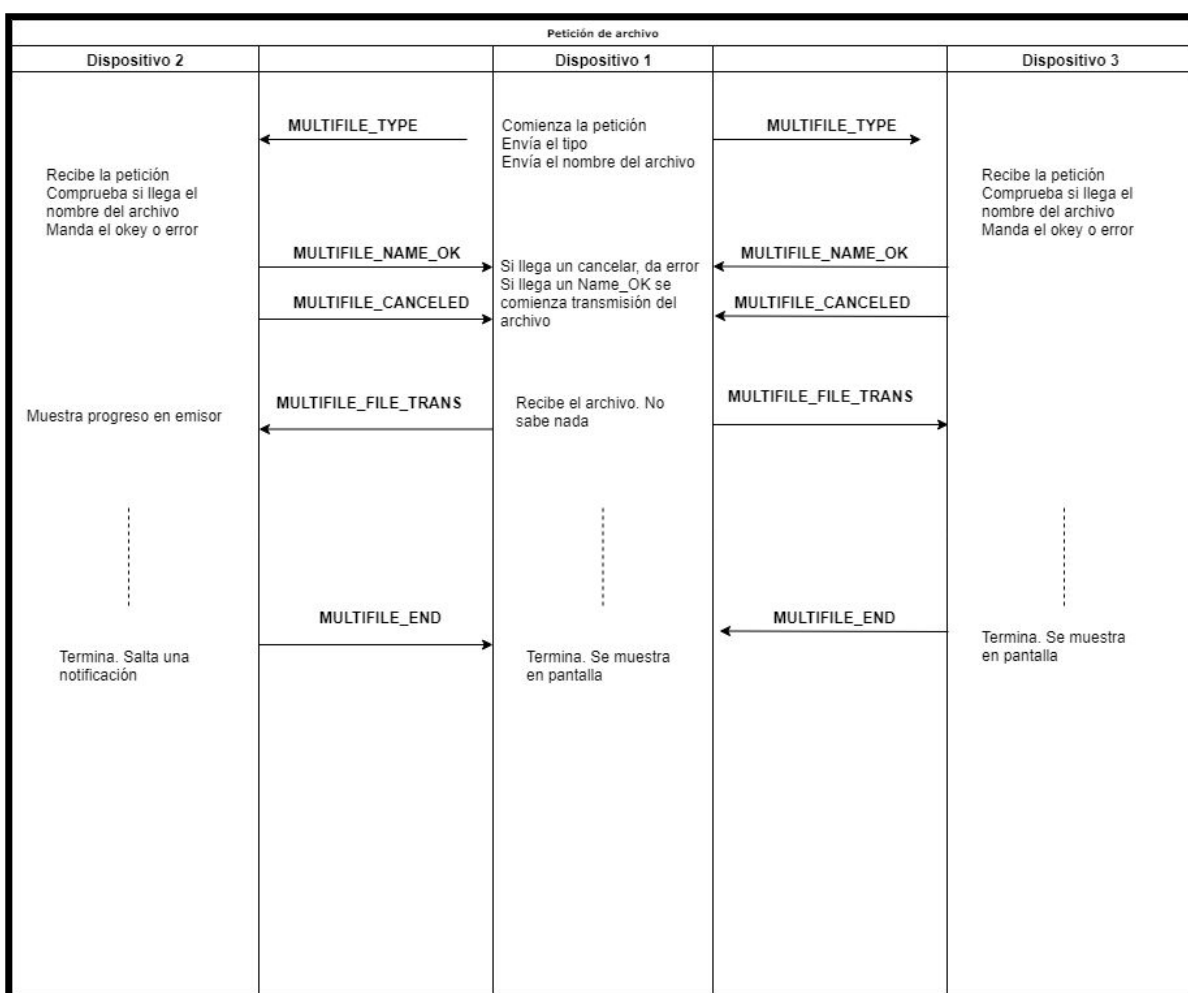 Petición de archivo
Dispositivo 2
Dispositivo 1
Dispositivo 3
MULTIFILE_TYPE
Comienza la petición
Envía el tipo
Envía el nombre del archivo
MULTIFILE_TYPE
Recibe la petición
Comprueba si llega el
nombre del archivo
Manda el okey o error
Recibe la petición
Comprueba si llega el
nombre del archivo
Manda el okey o error
MULTIFILE_NAME_OK
MULTIFILE_CANCELED
Si llega un cancelar, da error
Si llega un Name_OK se
comienza transmisión del
archivo
MULTIFILE_NAME_OK
MULTIFILE_CANCELED
Muestra progreso en emisor
MULTIFILE_FILE_TRANS
Recibe el archivo. No
sabe nada
MULTIFILE_FILE_TRANS
MULTIFILE_END
MULTIFILE_END
Termina. Salta una
notificación
Termina. Se muestra
en pantalla
Termina. Se muestra
en pantalla